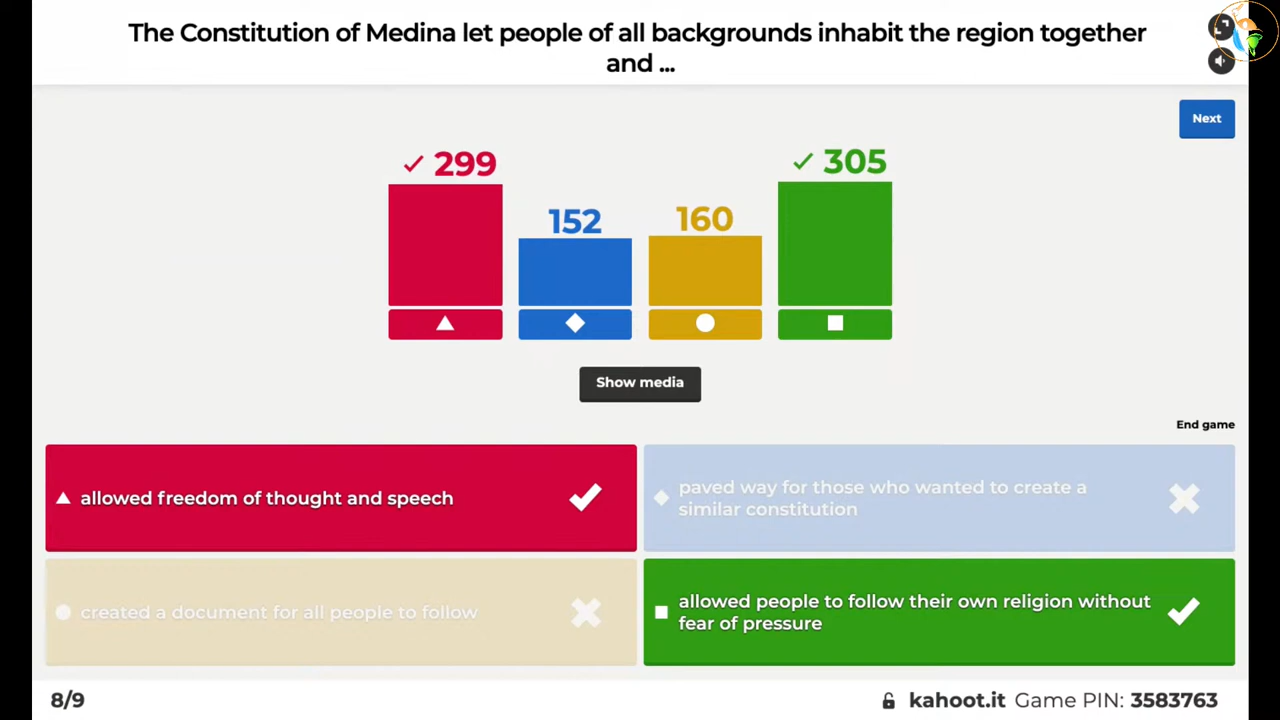 The Constitution of Medina let people of all backgrounds inhabit the region together
and ...
Next
299
152
160
305
Show media
End game
allowed freedom of thought and speech
paved way for those who wanted to create a
similar constitution
created a document for all people to follow
allowed people to follow their own religion without
fear of pressure
8/9
kahoot.it Game PIN: 3583763